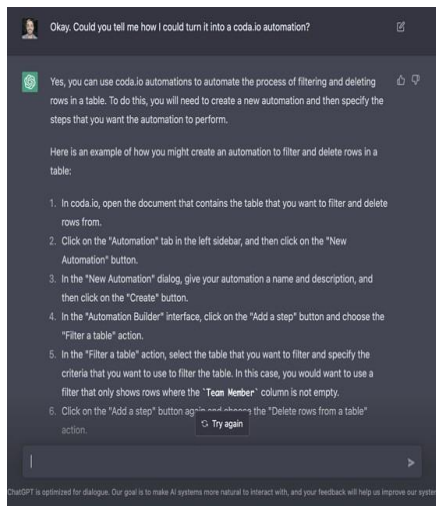 Okay. Could you tell me how I could turn it into a coda.io automation?
Yes, you can use coda.io automations to automate the process of filtering and deleting
rows in a table. To do this, you will need to create a new automation and then specify the
steps that you want the automation to perform.
Here is an example of how you might create an automation to filter and delete rows in a
table:
1. In coda.io, open the document that contains the table that you want to filter and delete
rows from.
2. Click on the "Automation" tab in the left sidebar, and then click on the "New
Automation" button.
3. In the "New Automation" dialog, give your automation a name and description, and
then click on the "Create" button.
4. In the "Automation Builder" interface, click on the "Add a step" button and choose the
"Filter a table" action.
5. In the "Filter a table" action, select the table that you want to filter and specify the
criteria that you want to use to filter the table. In this case, you would want to use a
filter that only shows rows where the `Team Member` column is not empty.
6. Click on the "Add a step" button again and choose the "Delete rows from a table"
action.
Try again
ChatGPT is optimized for dialogue. Our goal is to make AI systems more natural to interact with, and your feedback will help us improve our syste